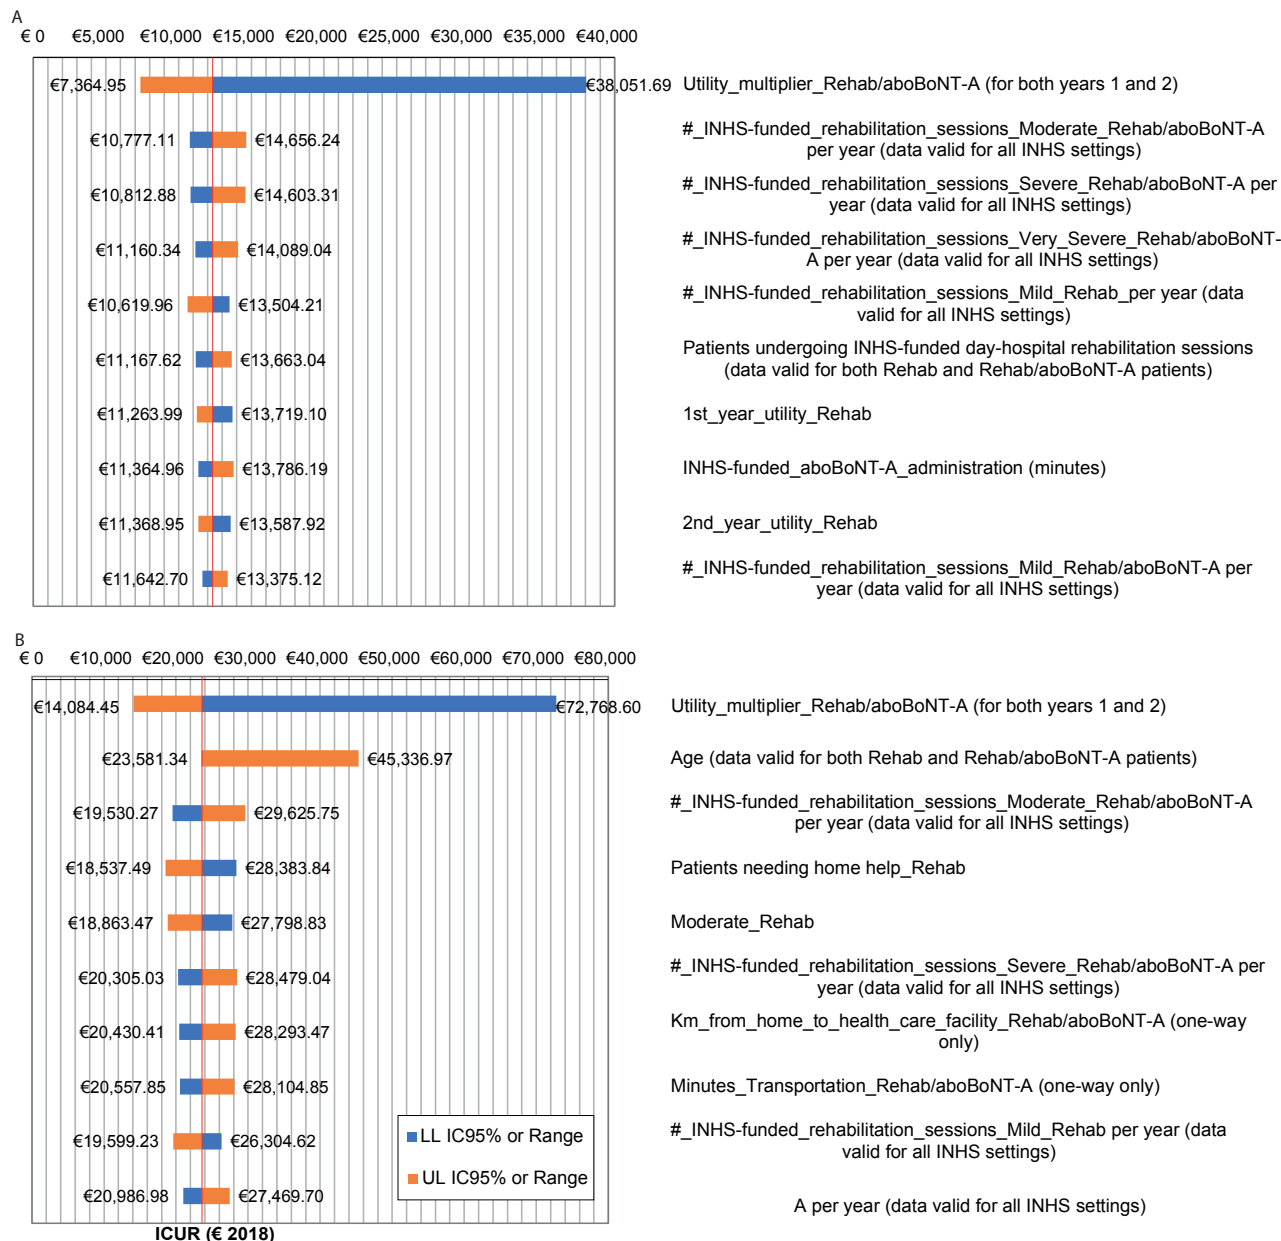 A
€ 0 €5,000 €10,000 €15,000 €20,000 €25,000 €30,000 €35,000 €40,000
€7,364.95 €38,051.69 Utility_multiplier_Rehab/aboBoNT-A (for both years 1 and 2)
€10,777.11 €14,656.24 #_INHS-funded_rehabilitation_sessions_Moderate_Rehab/aboBoNT-A
per year (data valid for all INHS settings)
€10,812.88 €14,603.31 #_INHS-funded_rehabilitation_sessions_Severe_Rehab/aboBoNT-A per
year (data valid for all INHS settings)
€11,160.34 €14,089.04 #_INHS-funded_rehabilitation_sessions_Very_Severe_Rehab/aboBoNT-
A per year (data valid for all INHS settings)
€10,619.96 €13,504.21 #_INHS-funded_rehabilitation_sessions_Mild_Rehab_per year (data
valid for all INHS settings)
€11,167.62 €13,663.04 Patients undergoing INHS-funded day-hospital rehabilitation sessions
(data valid for both Rehab and Rehab/aboBoNT-A patients)
€11,263.99 €13,719.10 1st_year_utility_Rehab
€11,364.96 €13,786.19 INHS-funded_aboBoNT-A_administration (minutes)
€11,368.95 €13,587.92 2nd_year_utility_Rehab
€11,642.70 €13,375.12 #_INHS-funded_rehabilitation_sessions_Mild_Rehab/aboBoNT-A per
year (data valid for all INHS settings)
B
€ 0 €10,000 €20,000 €30,000 €40,000 €50,000 €60,000 €70,000 €80,000
€14,084.45 €72,768.60 Utility_multiplier_Rehab/aboBoNT-A (for both years 1 and 2)
€23,581.34 €45,336.97 Age (data valid for both Rehab and Rehab/aboBoNT-A patients)
€19,530.27 €29,625.75 #_INHS-funded_rehabilitation_sessions_Moderate_Rehab/aboBoNT-A
per year (data valid for all INHS settings)
€18,537.49 €28,383.84 Patients needing home help_Rehab
€18,863.47 €27,798.83 Moderate_Rehab
€20,305.03 €28,479.04 #_INHS-funded_rehabilitation_sessions_Severe_Rehab/aboBoNT-A per
year (data valid for all INHS settings)
€20,430.41 €28,293.47 Km_from_home_to_health_care_facility_Rehab/aboBoNT-A (one-way
only)
€20,557.85 €28,104.85 Minutes_Transportation_Rehab/aboBoNT-A (one-way only)
€19,599.23 €26,304.62 #_INHS-funded_rehabilitation_sessions_Mild_Rehab per year (data
valid for all INHS settings)
€20,986.98 €27,469.70 A per year (data valid for all INHS settings)
LL IC95% or Range
UL IC95% or Range
ICUR (€ 2018)